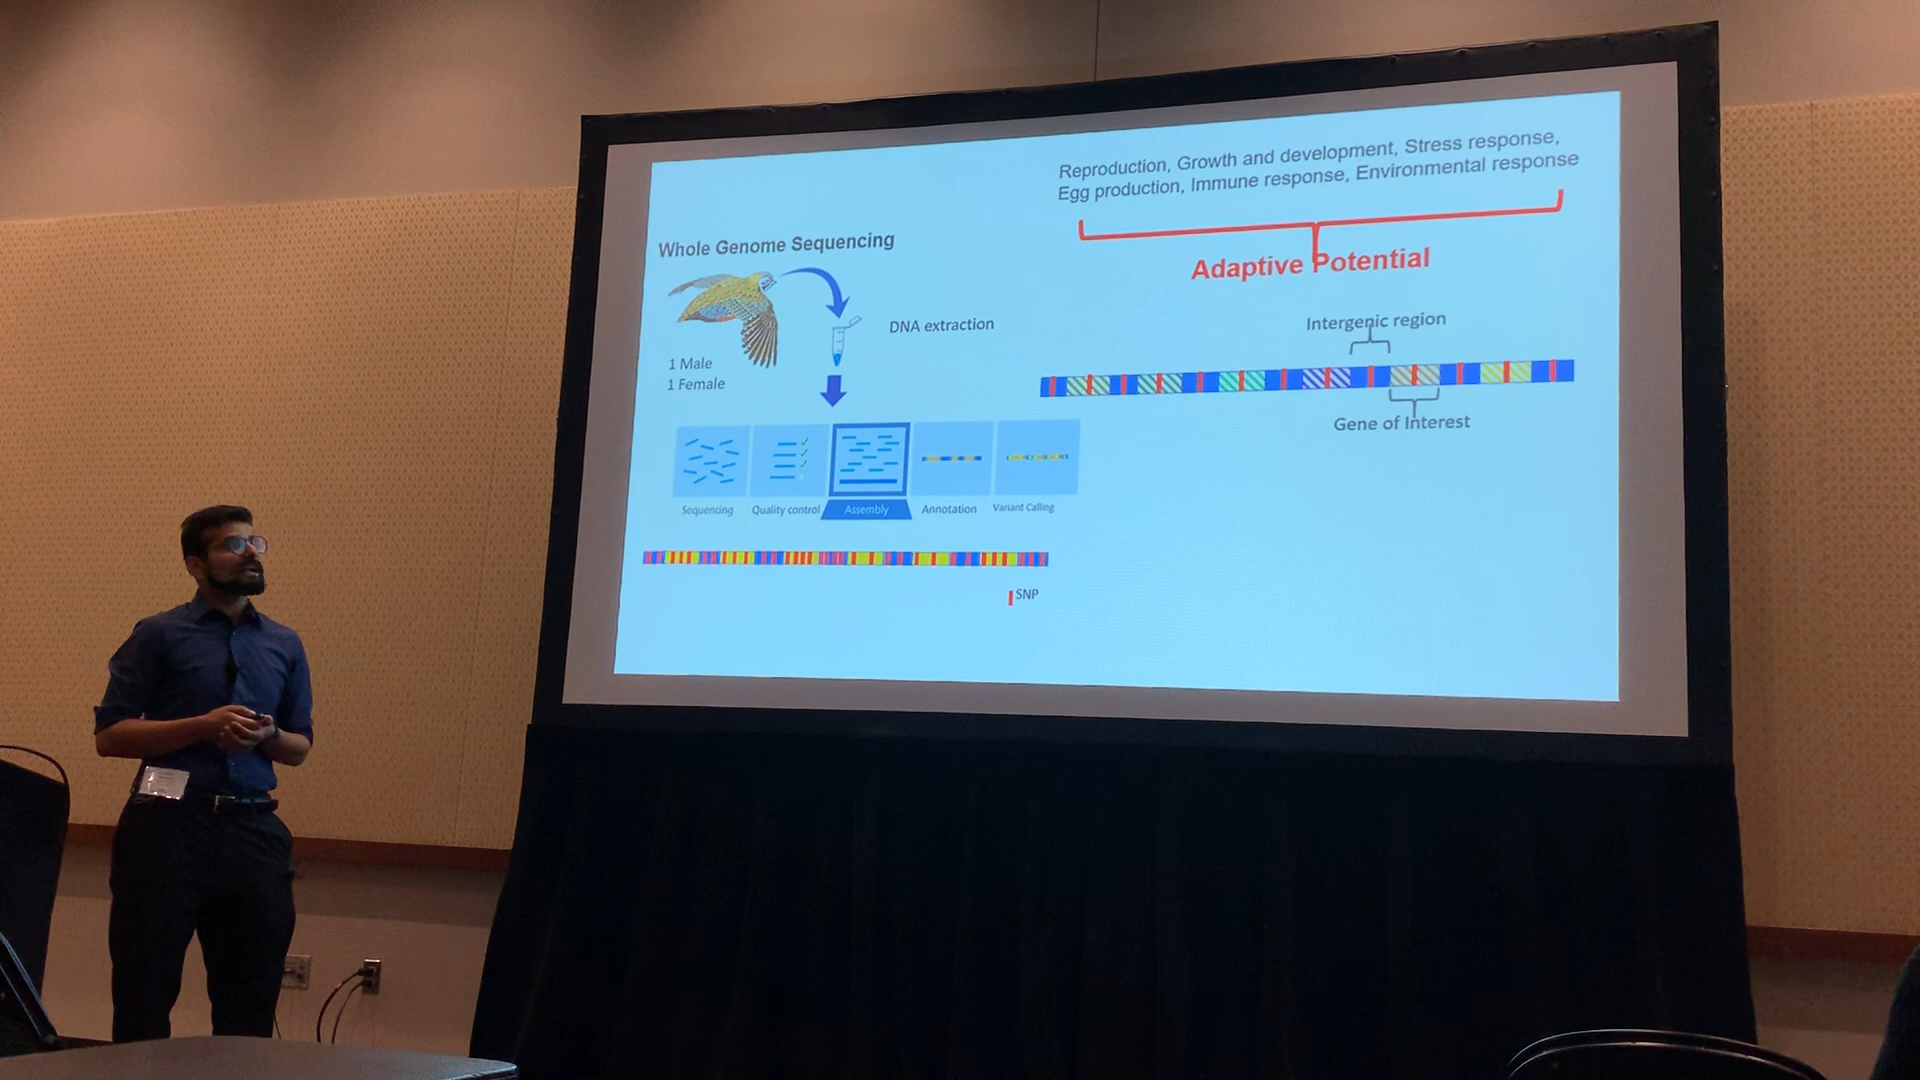 Reproduction, Growth and development, Stress response,
Egg production, Immune response, Environmental response
Adaptive Potential
Whole Genome Sequencing
DNA extraction
1 Male
1 Female
Sequencing
Quality control
Assembly
Annotation
Variant Calling
SNP
Intergenic region
Gene of Interest